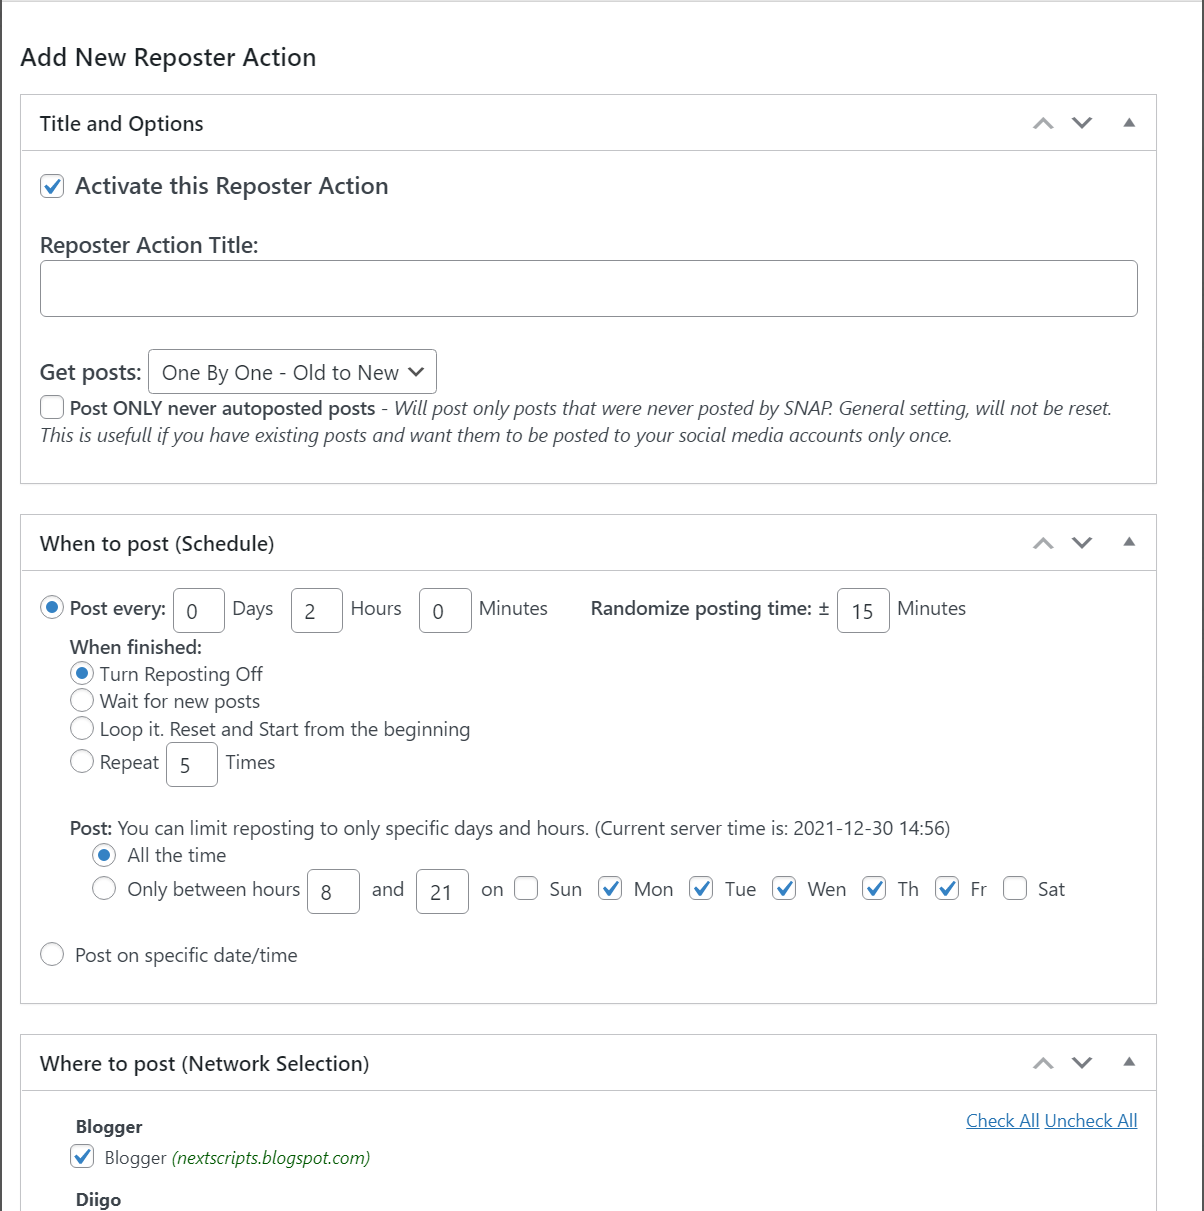 Add New Reposter Action
Title and Options
Activate this Reposter Action
Reposter Action Title:
Get posts: One By One - Old to New
Post ONLY never autoposted posts - Will post only posts that were never posted by SNAP. General setting, will not be reset.
This is usefull if you have existing posts and want them to be posted to your social media accounts only once.
When to post (Schedule)
Post every: 0 Days 2 Hours 0 Minutes Randomize posting time: ± 15 Minutes
When finished:
Turn Reposting Off
Wait for new posts
Loop it. Reset and Start from the beginning
Repeat 5 Times
Post: You can limit reposting to only specific days and hours. (Current server time is: 2021-12-30 14:56)
All the time
Only between hours 8 and 21 on Sun Mon Tue Wen Th Fr Sat
Post on specific date/time
Where to post (Network Selection)
Check All Uncheck All
Blogger
Blogger (nextscripts.blogspot.com)
Diigo